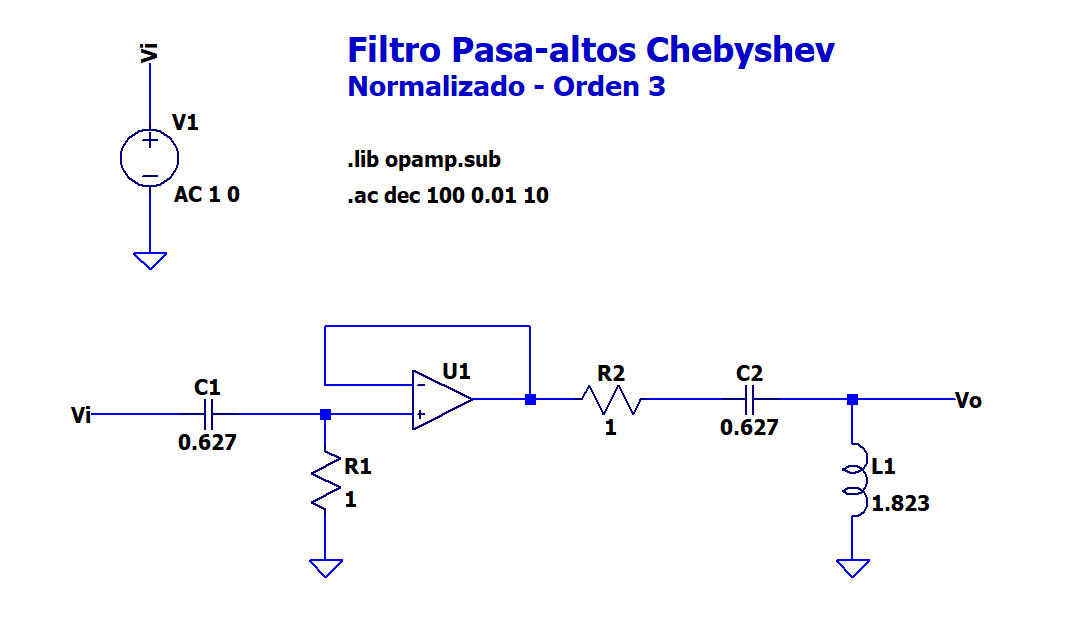 Vi
Filtro Pasa-altos Chebyshev
Normalizado - Orden 3
V1
.lib opamp.sub
AC 1 0
.ac dec 100 0.01 10
U1
R2
C2
C1
Vi
Vo
0.627
1
0.627
R1
1
L1
1.823